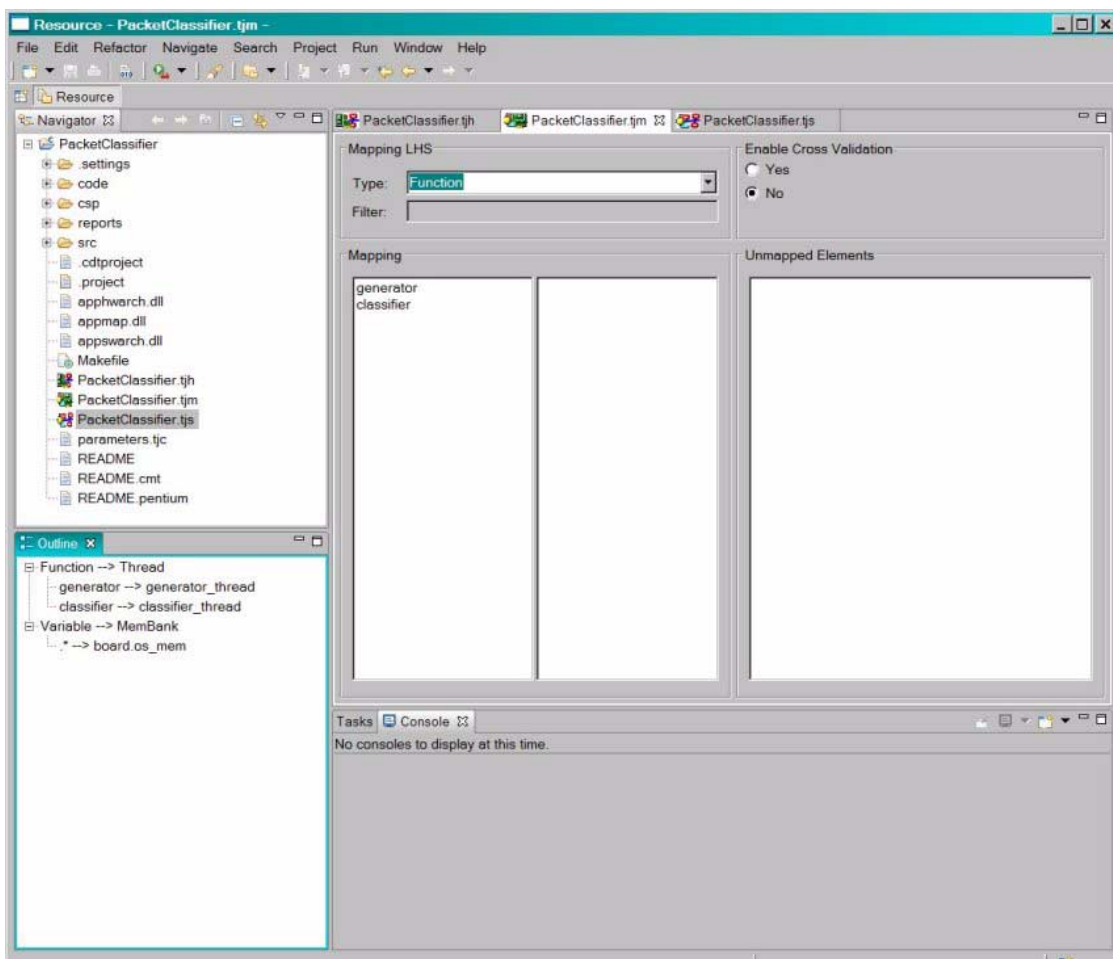 Resource - PacketClassifier.tjm -
File Edit Refactor Navigate Search Project Run Window Help
Resource
Navigator
PacketClassifier
.settings
code
csp
reports
src
.cdtproject
.project
apphwarch.dll
appmap.dll
appswarch.dll
Makefile
PacketClassifier.tjh
PacketClassifier.tjm
PacketClassifier.tjs
parameters.tjc
README
README.cmt
README.pentium
Outline
Function --> Thread
generator --> generator_thread
classifier --> classifier_thread
Variable --> MemBank
.* --> board.os_mem
PacketClassifier.tjh PacketClassifier.tjm PacketClassifier.tjs
Mapping LHS
Type: Function
Filter:
Enable Cross Validation
Yes
No
Mapping
generator
classifier
Unmapped Elements
Tasks Console
No consoles to display at this time.